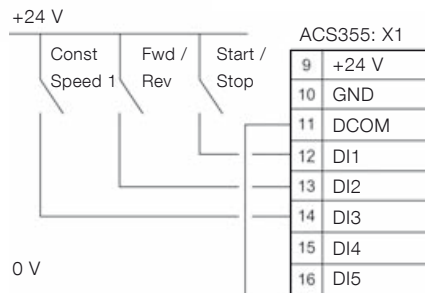 +24 V
Const
Speed 1
Fwd /
Rev
Start /
Stop
ACS355: X1
9 +24 V
10 GND
11 DCOM
12 DI1
13 DI2
14 DI3
15 DI4
16 DI5
0 V